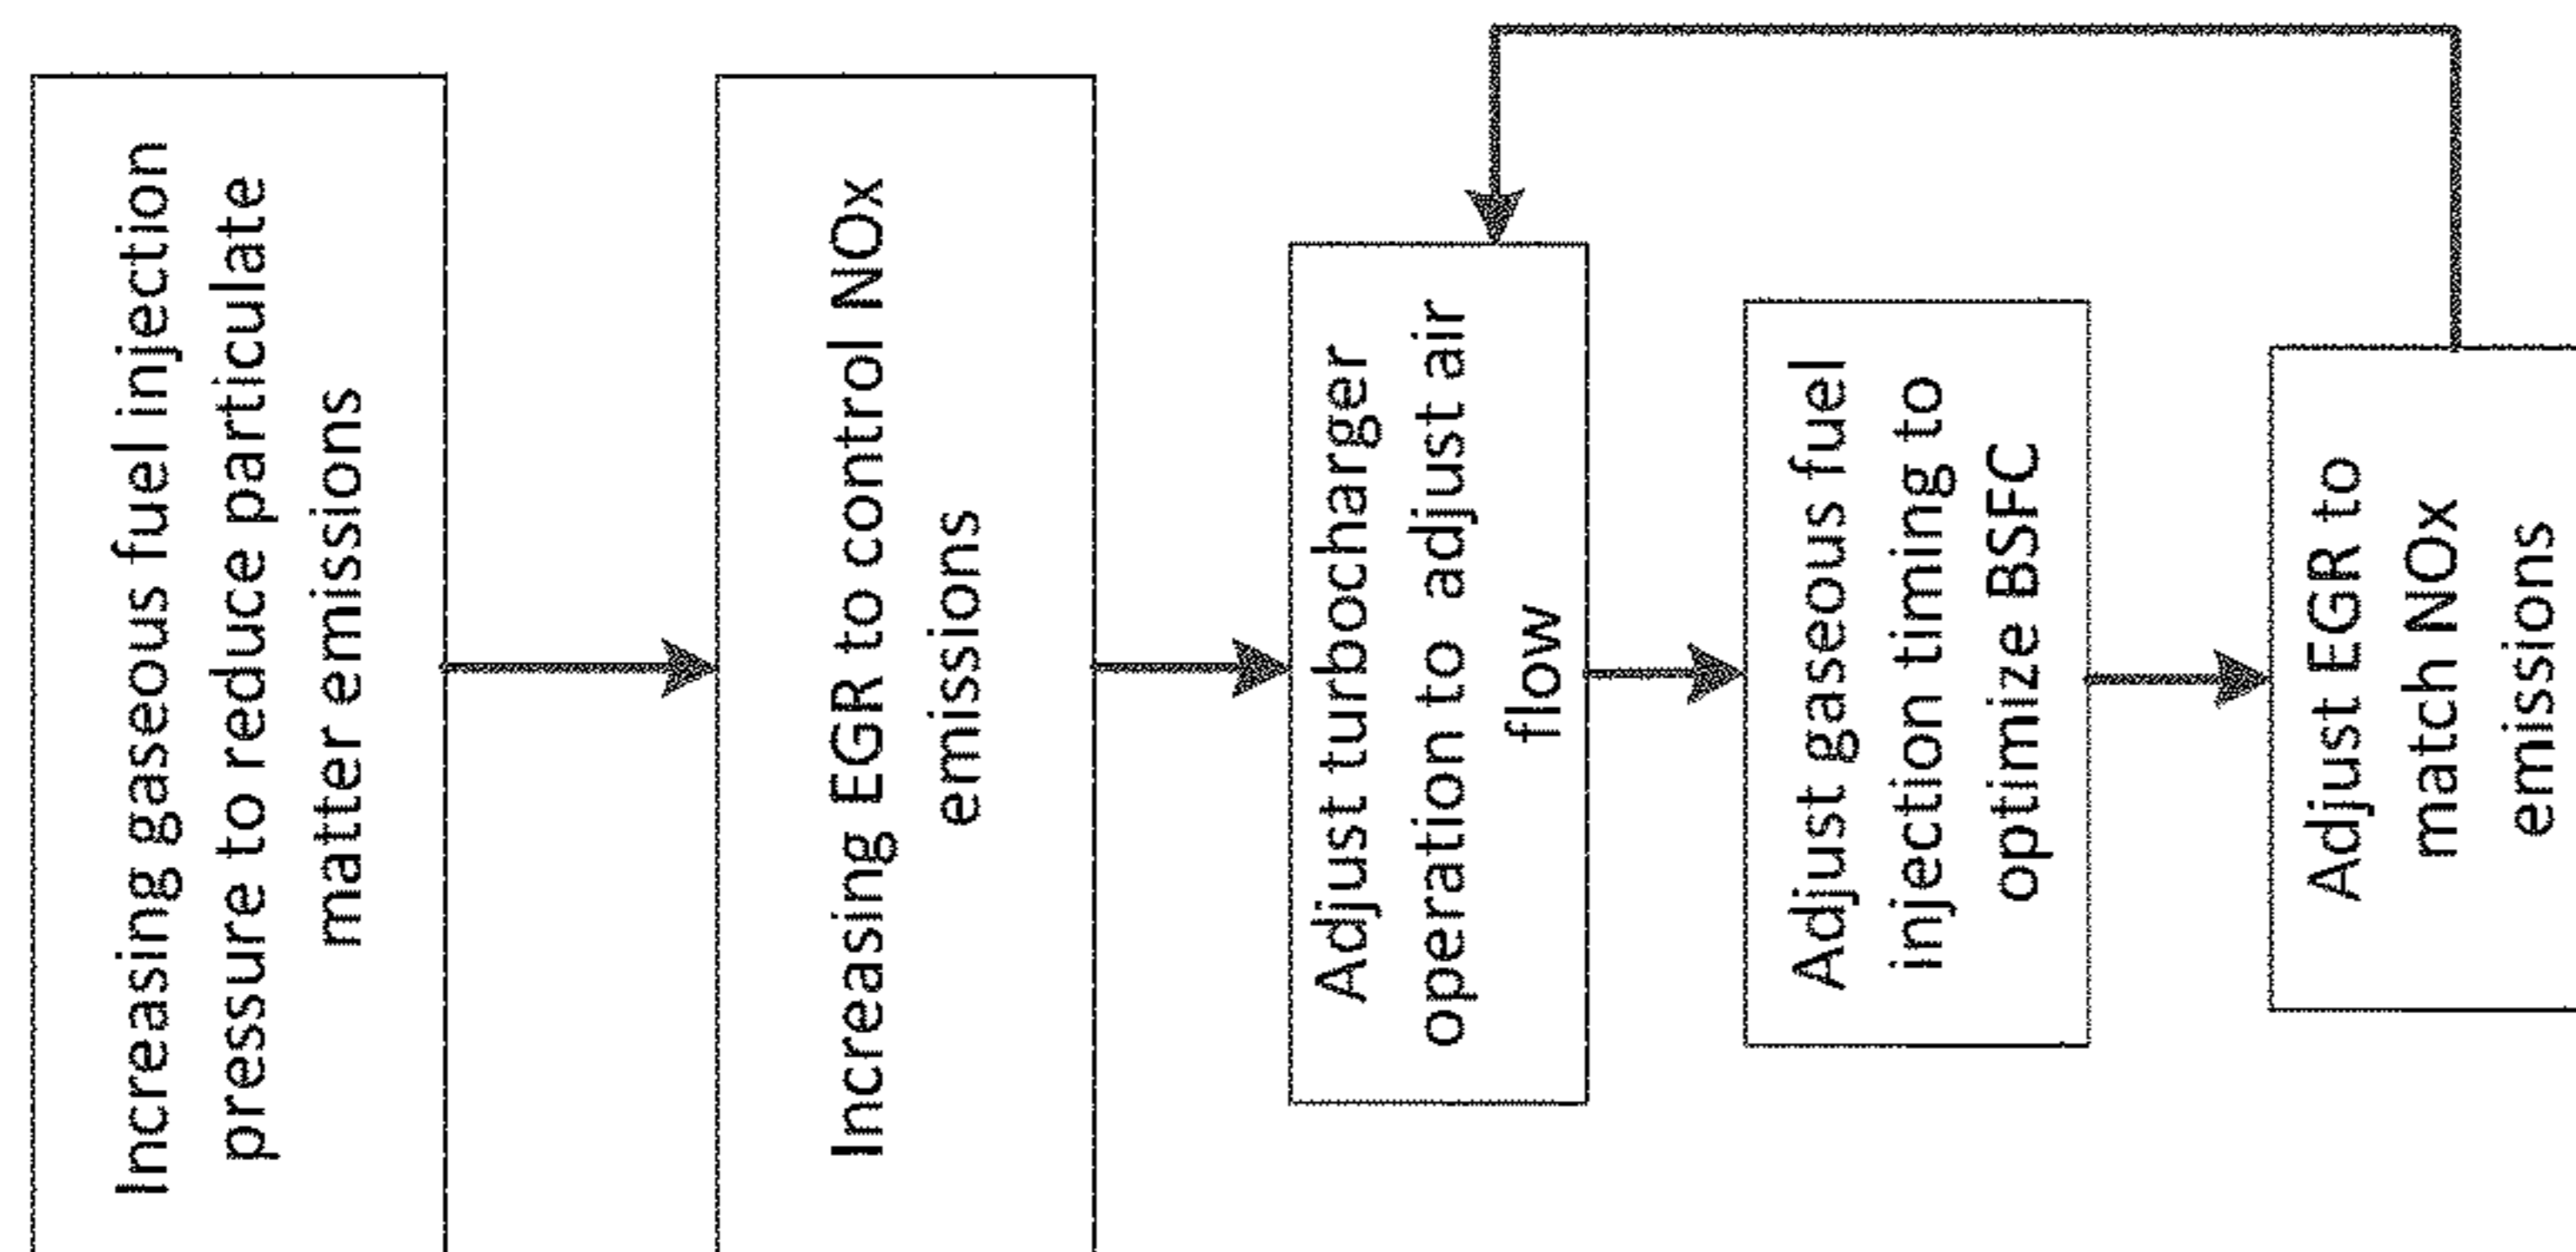 Increasing gaseous fuel injection
pressure to reduce particulate
matter emissions
Increasing EGR to control NOx
emissions
Adjust turbocharger
operation to adjust air
flow
Adjust gaseous fuel
injection timing to
optimize BSFC
Adjust EGR to
match NOx
emissions